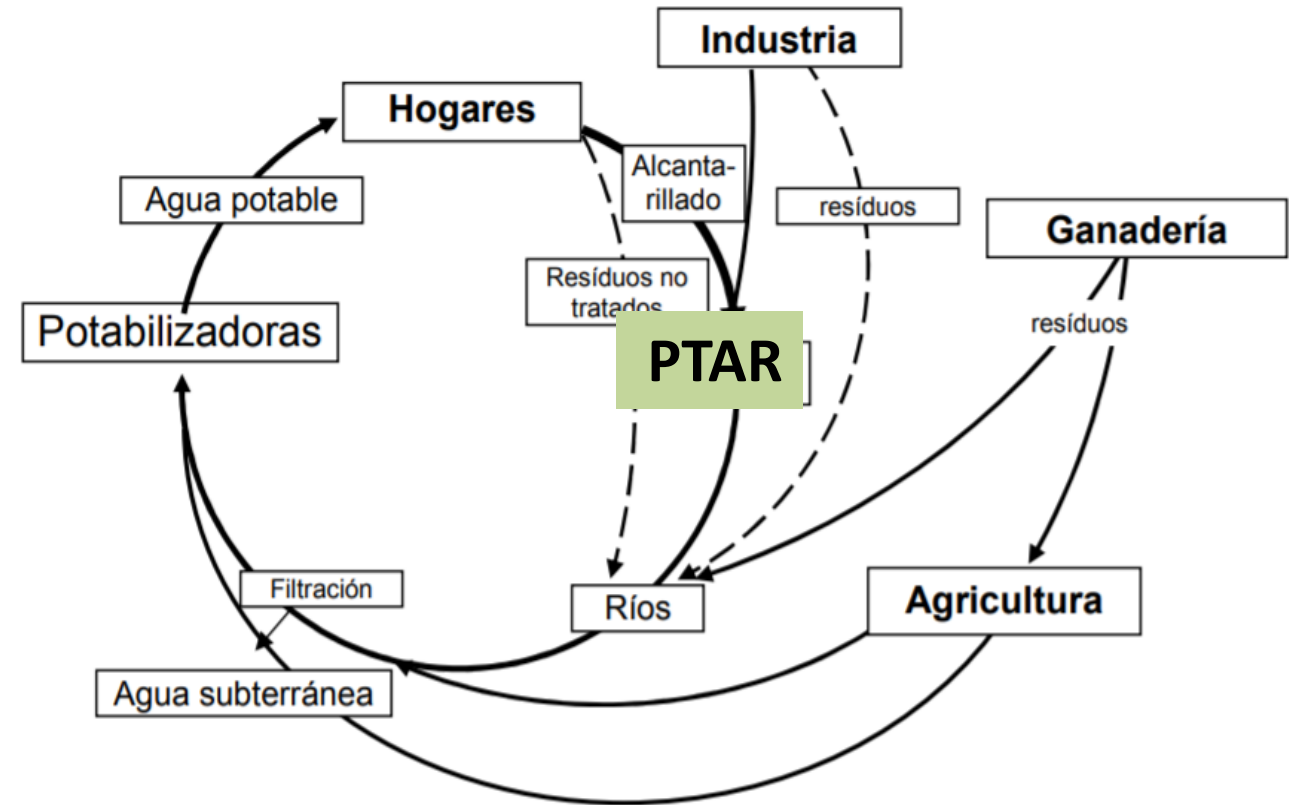 Industria
Hogares
Alcanta-
rillado
Agua potable
resíduos
Ganadería
Resíduos no
tratados
resíduos
Potabilizadoras
PTAR
Filtración
Ríos
Agricultura
Agua subterránea